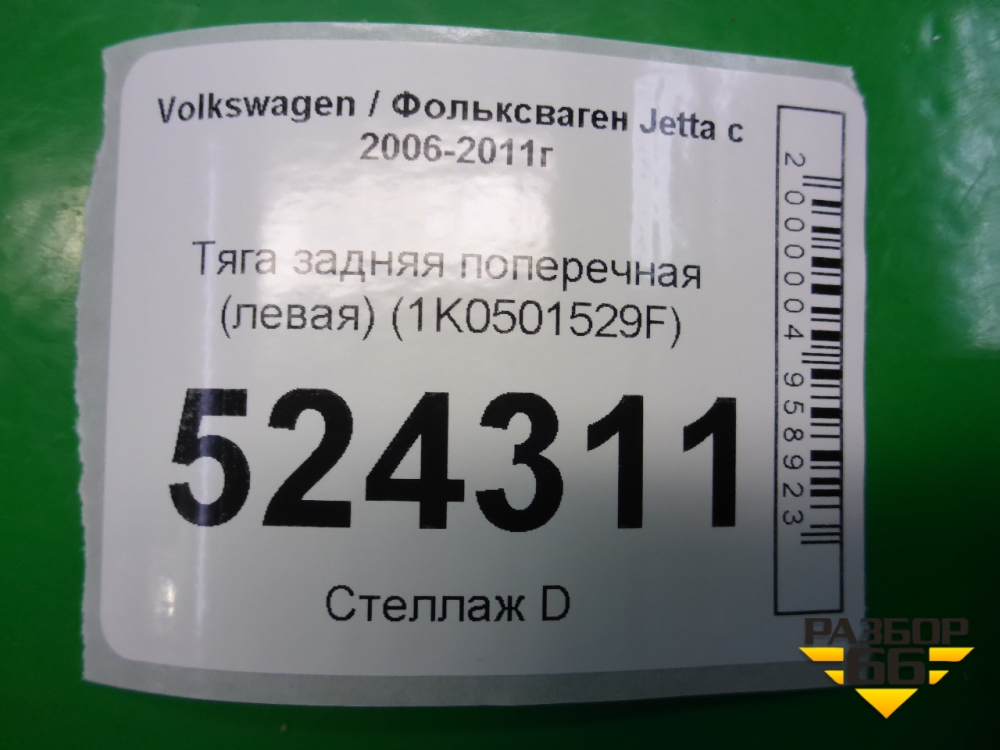 Volkswagen / Фольксваген Jetta с
2006-2011г
Тяга задняя поперечная
(левая) (1K0501529F)
524311
Стеллаж D
2000004958923
РАЗБОР
66